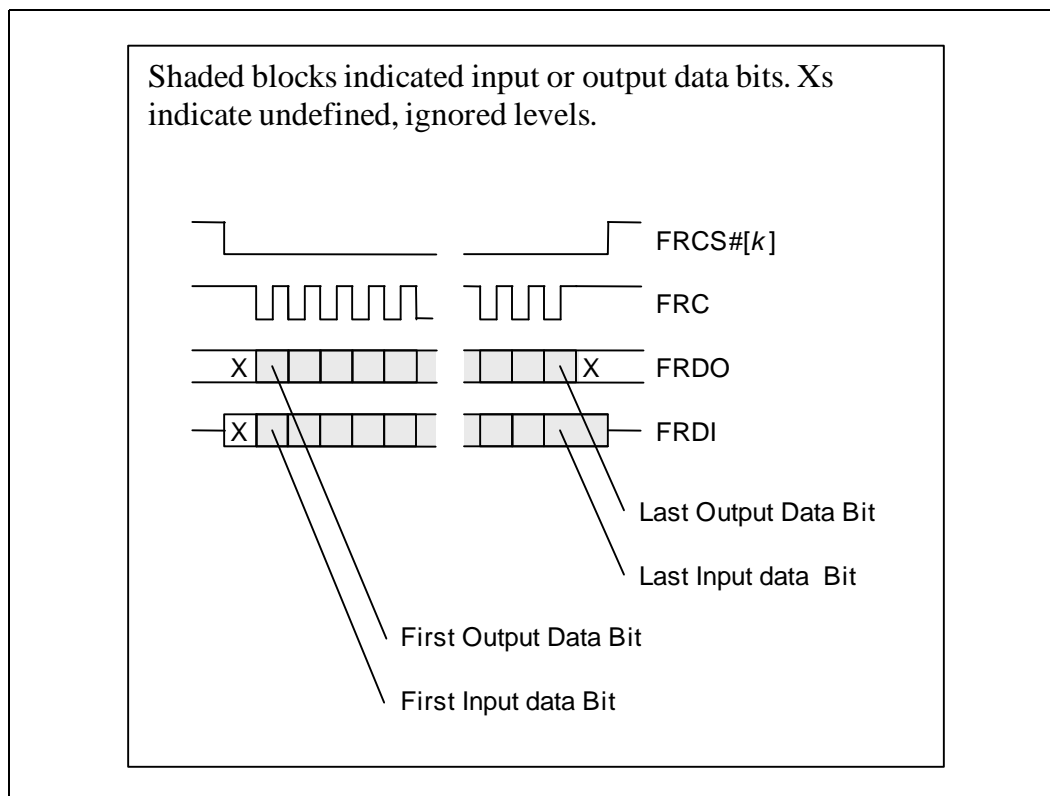 Shaded blocks indicated input or output data bits. Xs
indicate undefined, ignored levels.
FRCS#[k]
FRC
X X FRDO
X FRDI
Last Output Data Bit
Last Input data Bit
First Output Data Bit
First Input data Bit